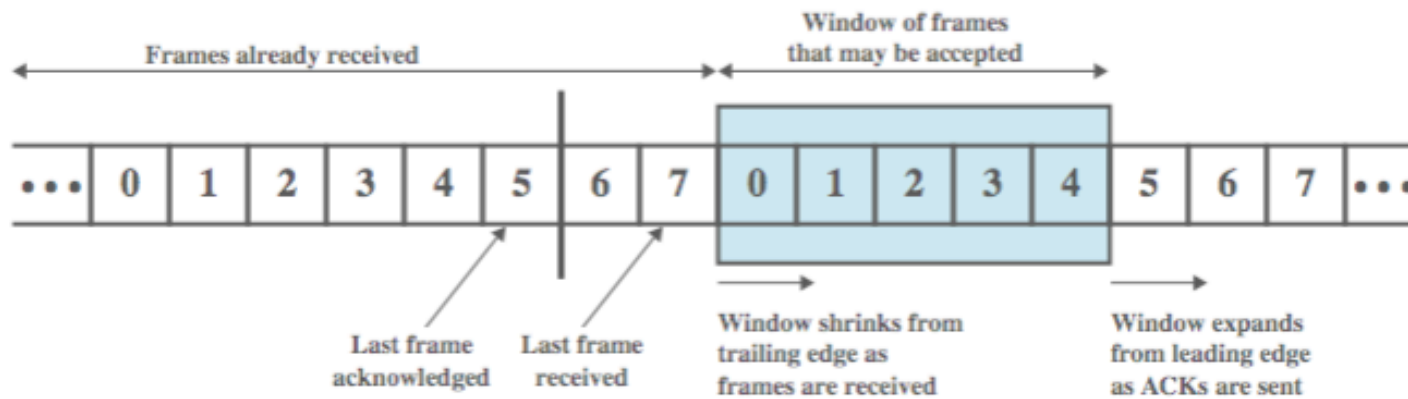 Window of frames
that may be accepted
Frames already received
••• 0 1 2 3 4 5 6 7 0 1 2 3 4 5 6 7 •••
Last frame
acknowledged
Last frame
received
Window shrinks from
trailing edge as
frames are received
Window expands
from leading edge
as ACKs are sent